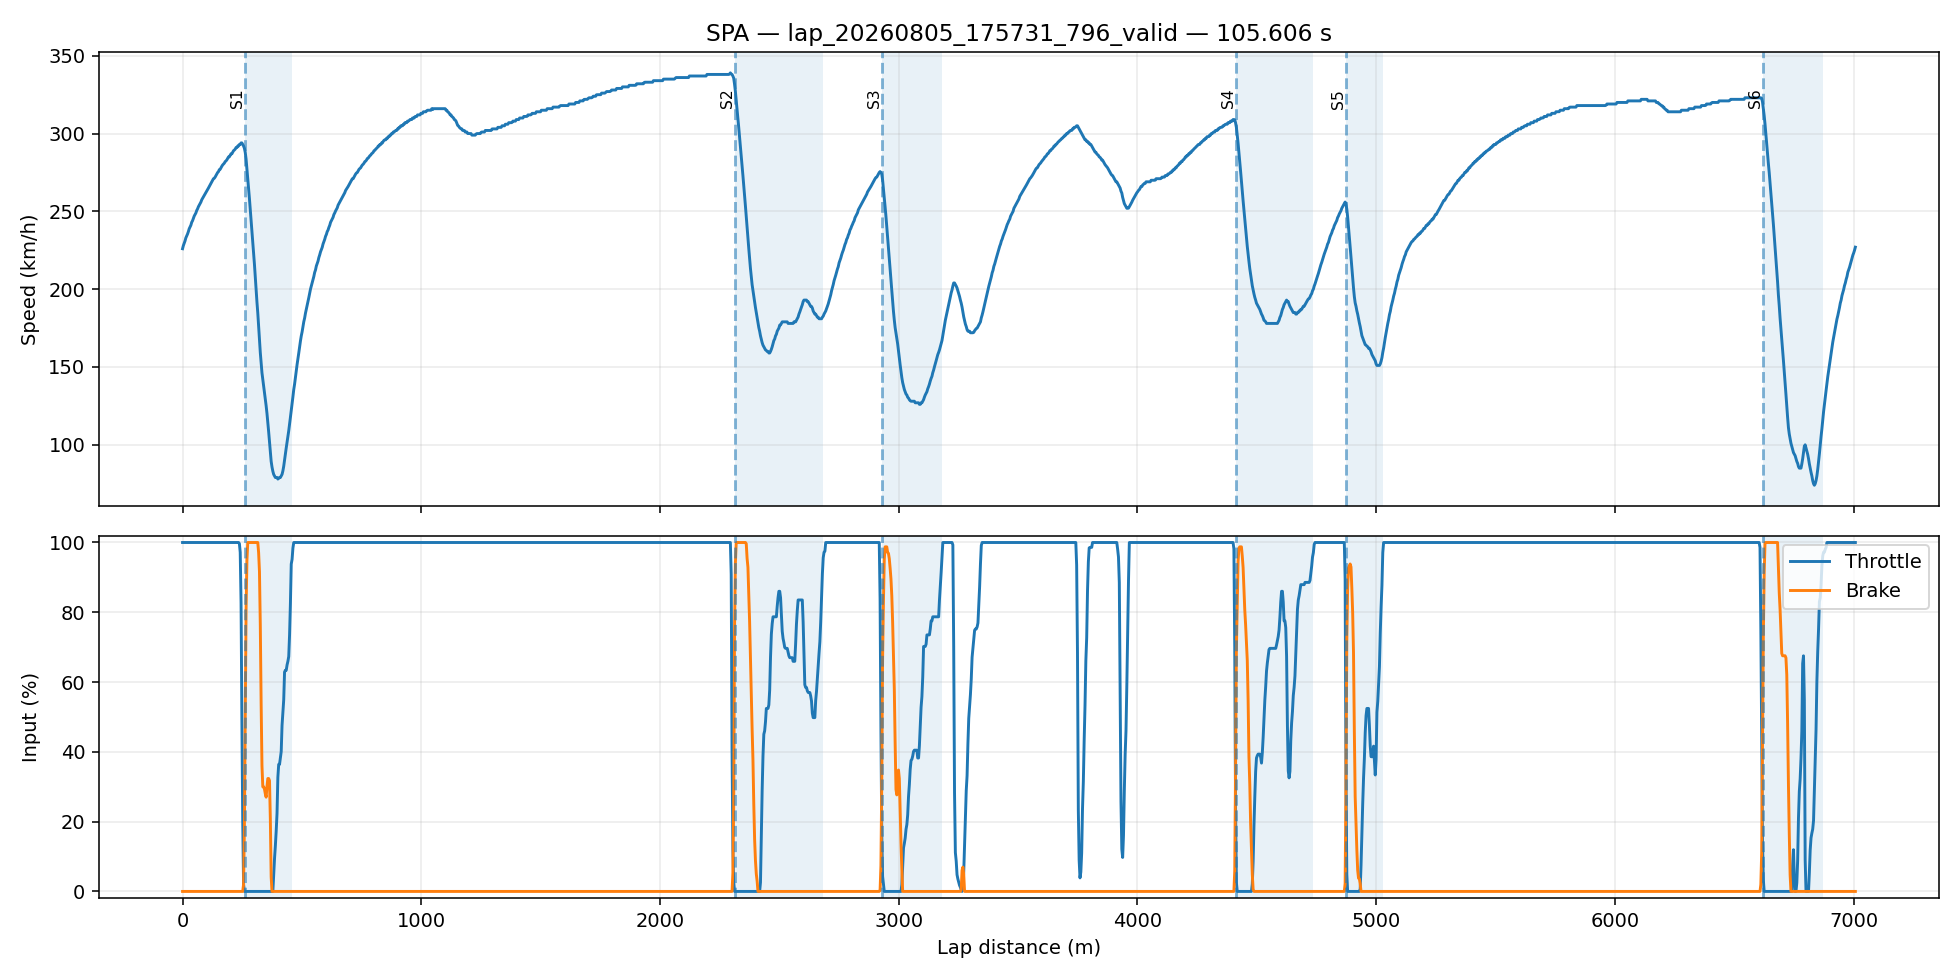 SPA — lap_20260805_175731_796_valid — 105.606 s
350
300
250
200
150
100
Speed (km/h)
S1
S2
S3
S4
S5
S6
100
80
60
40
20
0
Input (%)
Throttle
Brake
0
1000
2000
3000
4000
5000
6000
7000
Lap distance (m)